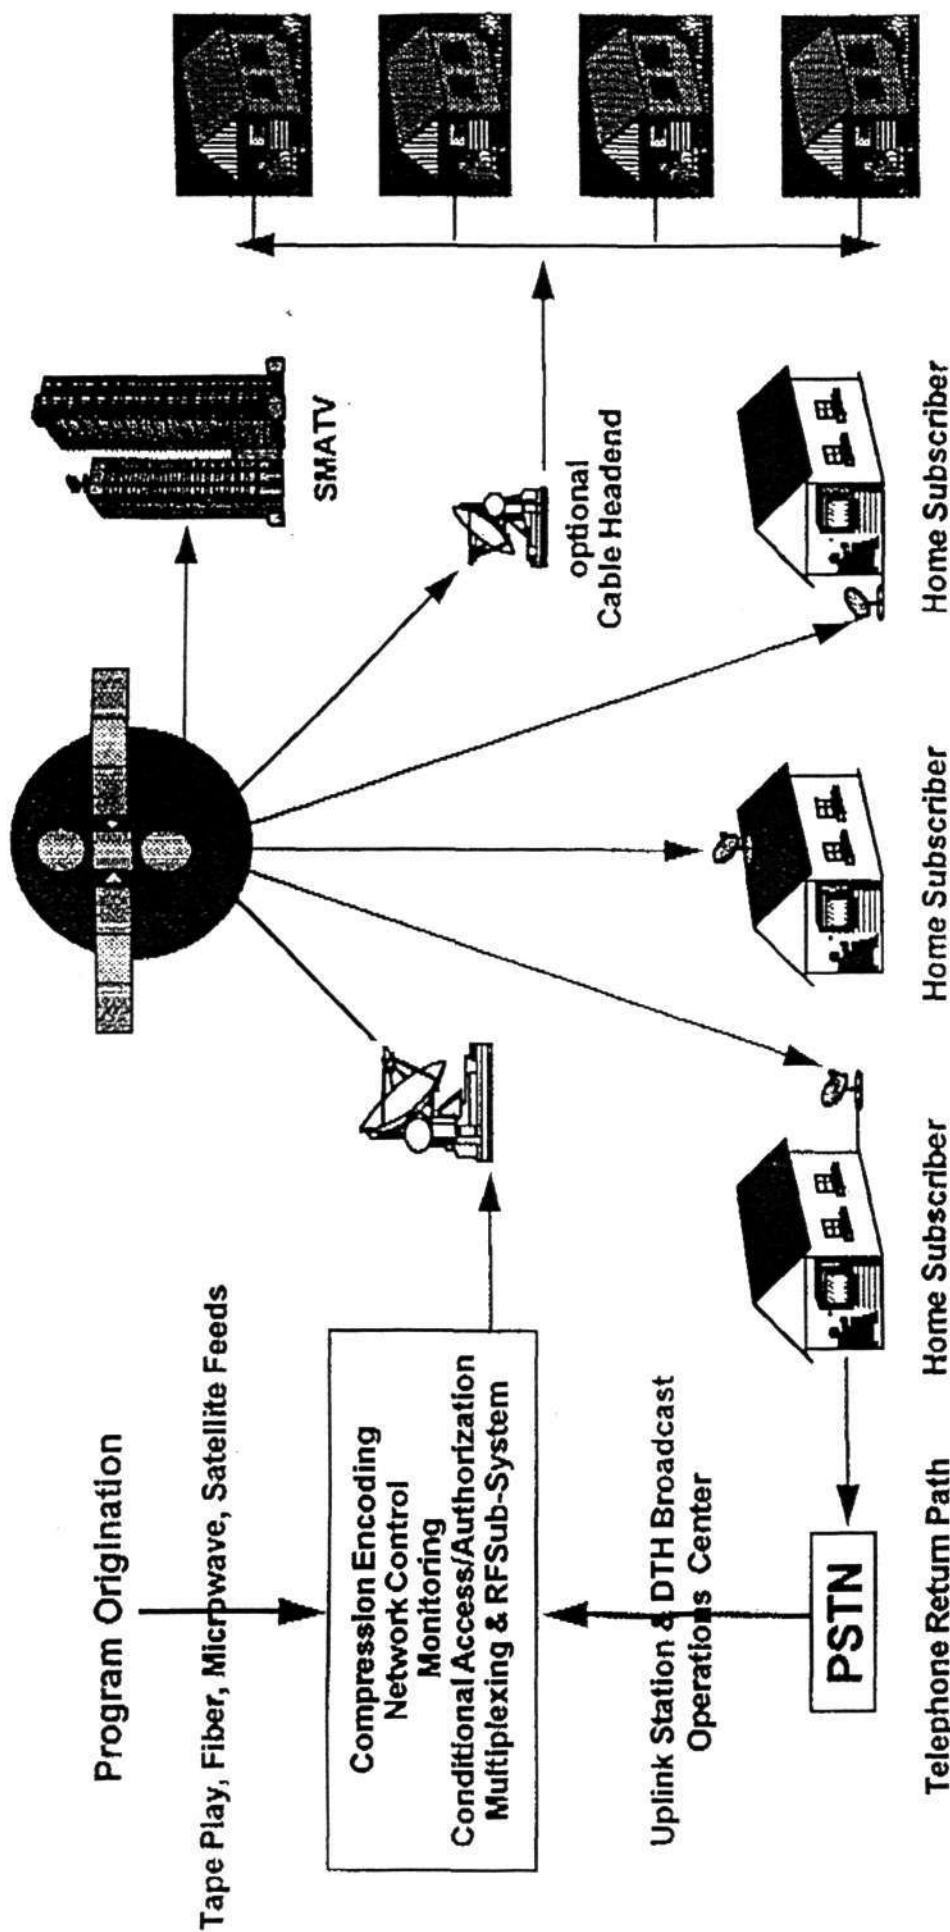 Program Origination
Tape Play, Fiber, Microwave, Satellite Feeds
Compression Encoding
Network Control
Monitoring
Conditional Access/Authorization
Multiplexing & RFSub-System
Uplink Station & DTH Broadcast
Operations Center
PSTN
Telephone Return Path
SMATV
optional
Cable Headend
Home Subscriber
Home Subscriber
Home Subscriber